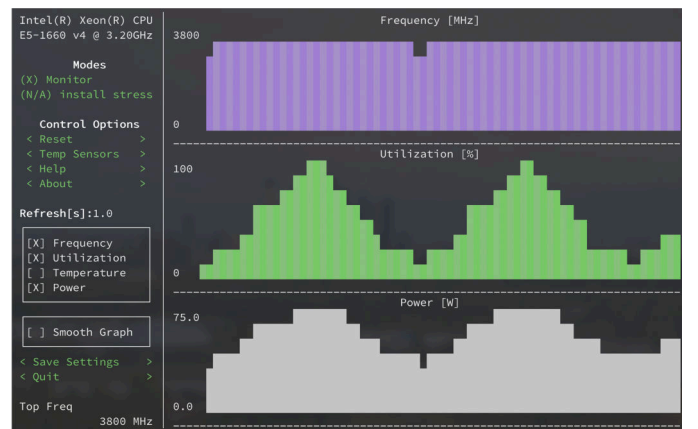 Intel(R) Xeon(R) CPU
E5-1660 v4 @ 3.20GHz
Modes
(X) Monitor
(N/A) install stress
Control Options
< Reset >
< Temp Sensors >
< Help >
< About >
Refresh[s]:1.0
[X] Frequency
[X] Utilization
[ ] Temperature
[X] Power
[ ] Smooth Graph
< Save Settings >
< Quit >
Top Freq
3800 MHz
Frequency [MHz]
3800
0
Utilization [%]
100
0
Power [W]
75.0
0.0